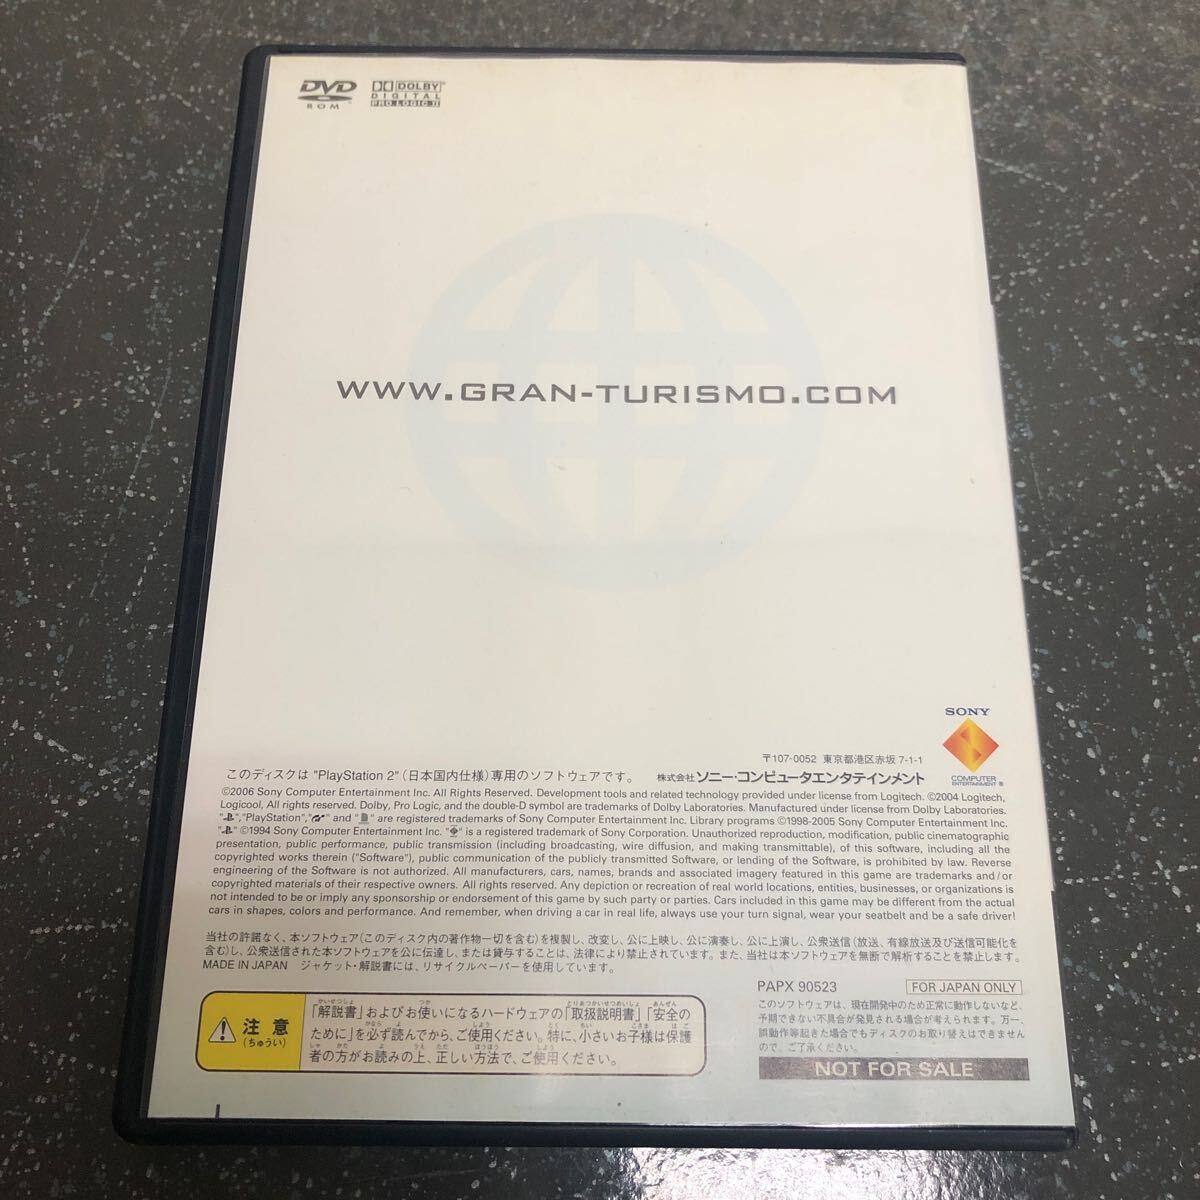 DVD
ROM
DOLBY
DIGITAL
PRO LOGIC II
WWW.GRAN-TURISMO.COM
SONY
COMPUTER
ENTERTAINMENT ®
〒107-0052 東京都港区赤坂 7-1-1
このディスクは "PlayStation 2"(日本国内仕様)専用のソフトウェアです。 株式会社 ソニー・コンピュータエンタテインメント
©2006 Sony Computer Entertainment Inc. All Rights Reserved. Development tools and related technology provided under license from Logitech. ©2004 Logitech,
Logicool, All rights reserved. Dolby, Pro Logic, and the double-D symbol are trademarks of Dolby Laboratories. Manufactured under license from Dolby Laboratories.
" ","PlayStation"," " and " " are registered trademarks of Sony Computer Entertainment Inc. Library programs ©1998-2005 Sony Computer Entertainment Inc.
" " ©1994 Sony Computer Entertainment Inc. " " is a registered trademark of Sony Corporation. Unauthorized reproduction, modification, public cinematographic
presentation, public performance, public transmission (including broadcasting, wire diffusion, and making transmittable), of this software, including all the
copyrighted works therein ("Software"), public communication of the publicly transmitted Software, or lending of the Software, is prohibited by law. Reverse
engineering of the Software is not authorized. All manufacturers, cars, names, brands and associated imagery featured in this game are trademarks and/or
copyrighted materials of their respective owners. All rights reserved. Any depiction or recreation of real world locations, entities, businesses, or organizations is
not intended to be or imply any sponsorship or endorsement of this game by such party or parties. Cars included in this game may be different from the actual
cars in shapes, colors and performance. And remember, when driving a car in real life, always use your turn signal, wear your seatbelt and be a safe driver!
当社の許諾なく、本ソフトウェア(このディスク内の著作物一切を含む)を複製し、改変し、公に上映し、公に演奏し、公に上演し、公衆送信(放送、有線放送及び送信可能化を
含む)し、公衆送信された本ソフトウェアを公に伝達し、または貸与することは、法律により禁止されています。また、当社は本ソフトウェアを無断で解析することを禁止します。
MADE IN JAPAN ジャケット・解説書には、リサイクルペーパーを使用しています。
注意
(ちゅうい)
「解説書」およびお使いになるハードウェアの「取扱説明書」「安全の
ために」を必ず読んでから、ご使用ください。特に、小さいお子様は保護
者の方がお読みの上、正しい方法で、ご使用ください。
PAPX 90523 FOR JAPAN ONLY
このソフトウェアは、現在開発中のため正常に動作しないなど、
予期できない不具合が発見される場合が考えられます。万一、
誤動作等起きた場合でもディスクのお取り替えはできません
ので、ご了承ください。
NOT FOR SALE